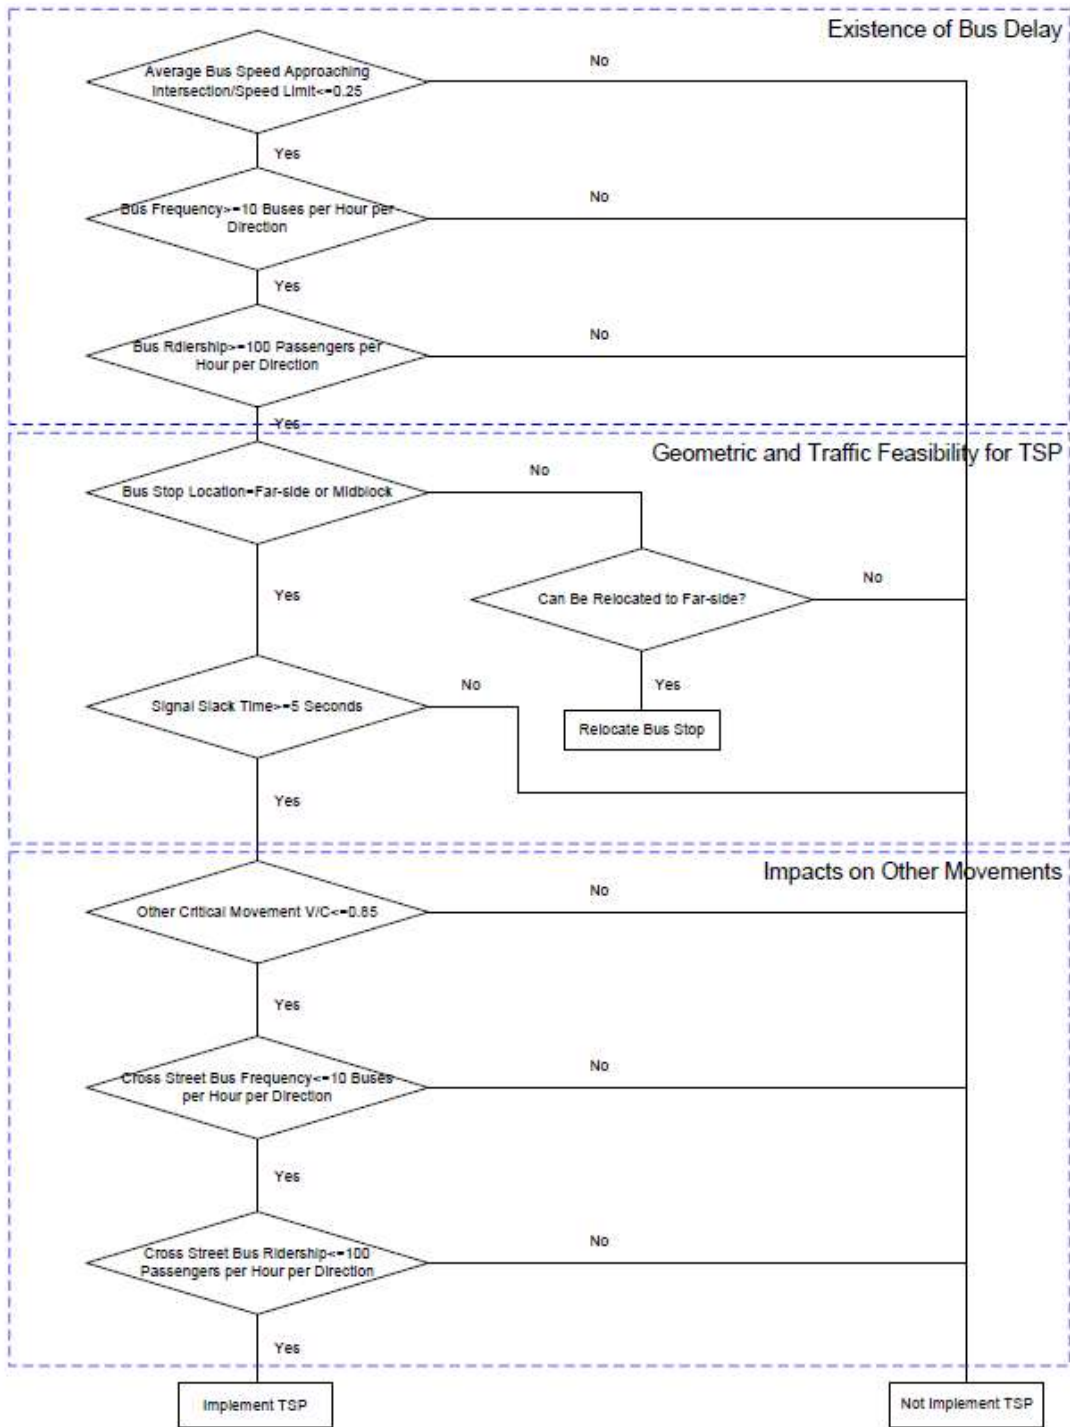 Existence of Bus Delay
Average Bus Speed Approaching
Intersection/Speed Limit<=0.25
No
Yes
Bus Frequency>=10 Buses per Hour per
Direction
No
Yes
Bus Rdiership>=100 Passengers per
Hour per Direction
No
Yes
Geometric and Traffic Feasibility for TSP
Bus Stop Location=Far-side or Midblock
No
Yes
Can Be Relocated to Far-side?
No
Yes
Relocate Bus Stop
Signal Slack Time>=5 Seconds
No
Yes
Impacts on Other Movements
Other Critical Movement V/C<=0.85
No
Yes
Cross Street Bus Frequency<=10 Buses
per Hour per Direction
No
Yes
Cross Street Bus Ridership<=100
Passengers per Hour per Direction
No
Yes
Implement TSP
Not Implement TSP